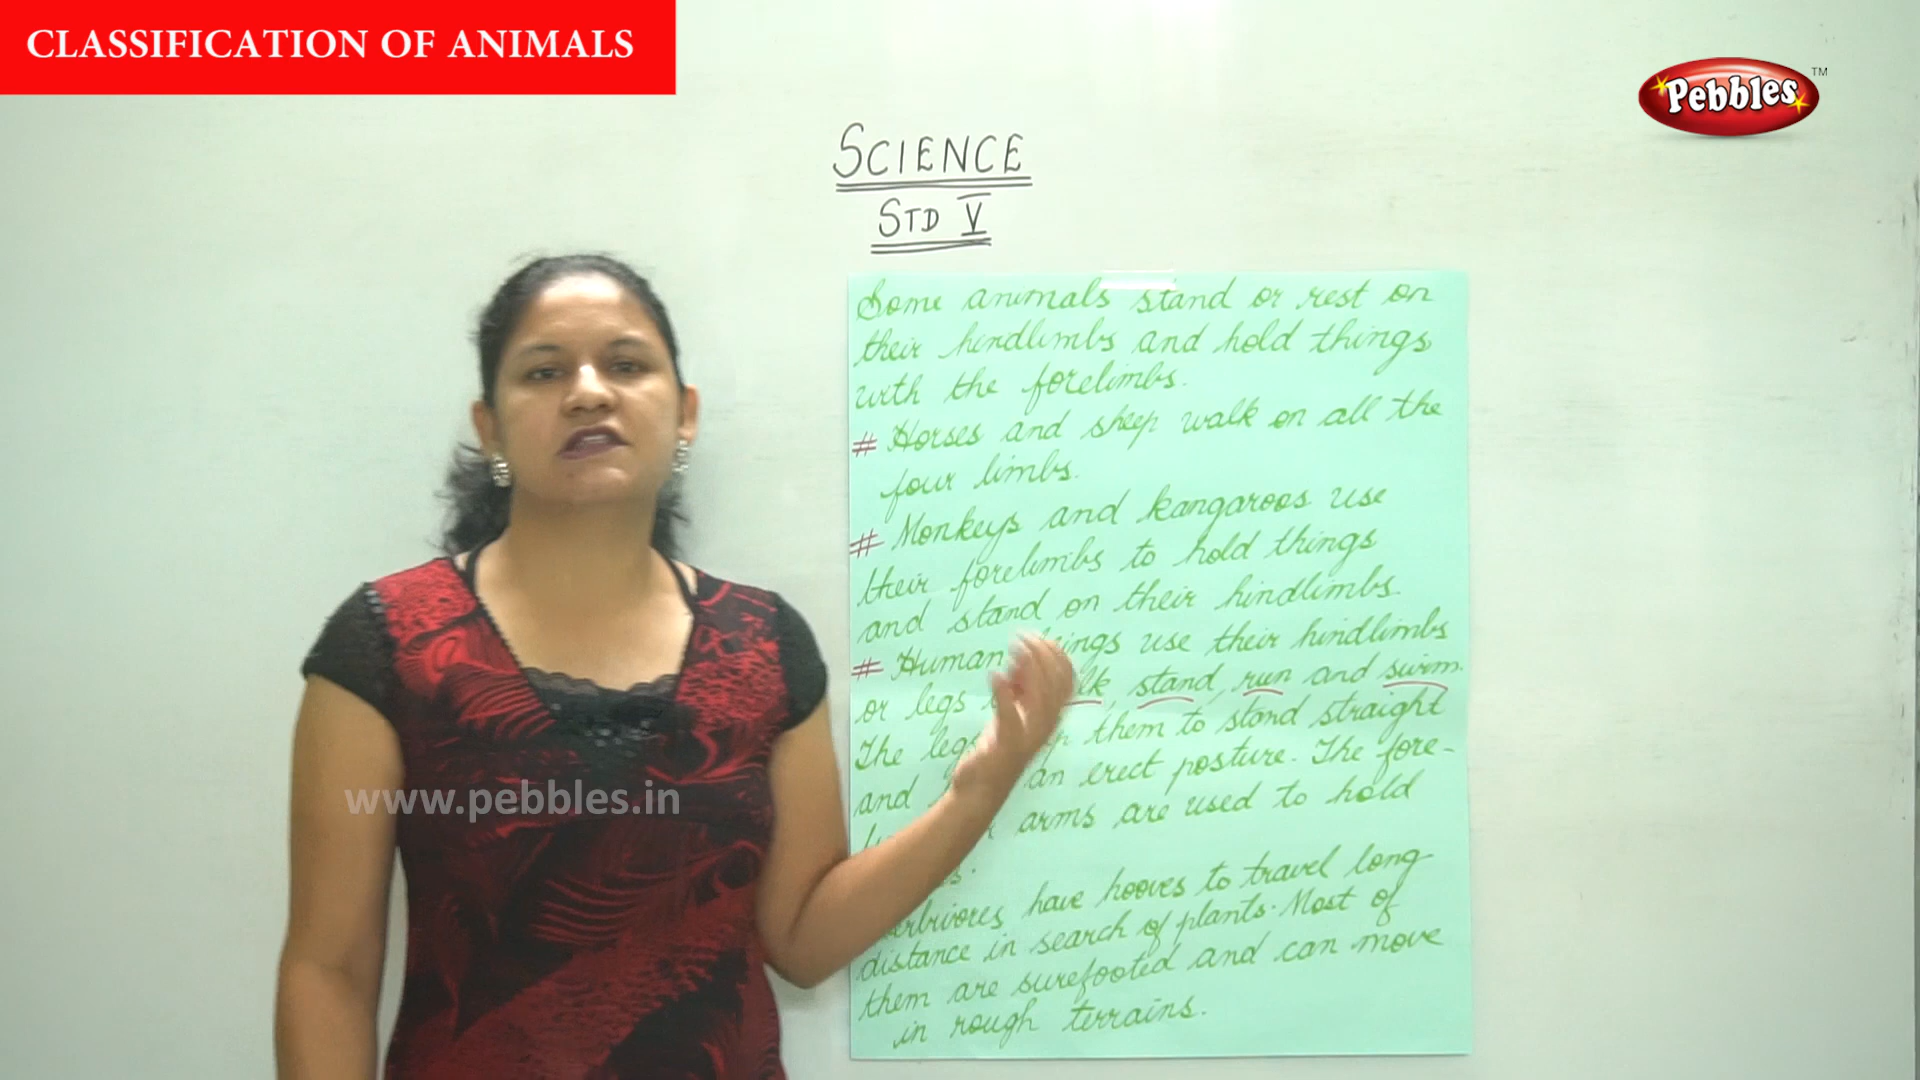 CLASSIFICATION OF ANIMALS
Pebbles TM
SCIENCE
STD V
Some animals stand or rest on
their hindlimbs and hold things
with the forelimbs.
# Horses and sheep walk on all the
four limbs.
# Monkeys and kangaroos use
their forelimbs to hold things
and stand on their hindlimbs.
# Human use their hindlimbs
or legs stand, run and swim.
The them to stand straight
and an erect posture. The fore-
arms are used to hold
have hooves to travel long
distance in search of plants. Most of
them are surefooted and can move
in rough terrains.
www.pebbles.in